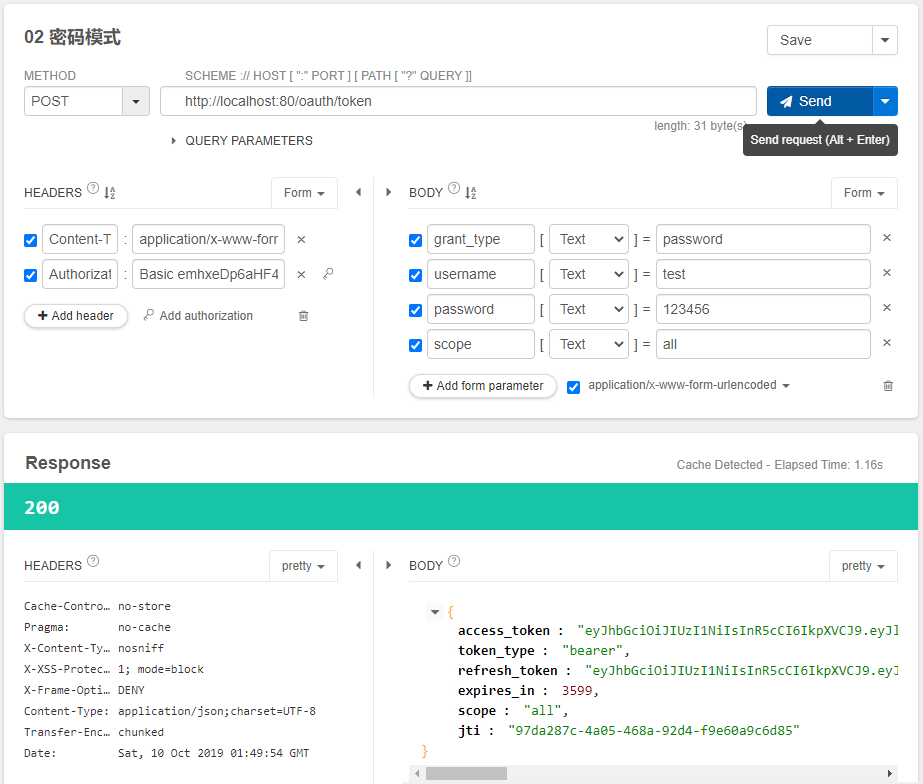 02 密码模式
Save
METHOD
SCHEME :// HOST [ ":" PORT ] [ PATH [ "?" QUERY ]]
POST
http://localhost:80/oauth/token
Send
length: 31 byte(s)
Send request (Alt + Enter)
QUERY PARAMETERS
HEADERS ? A Z
Form
BODY ? A Z
Form
Content-T : application/x-www-forr
Authorizat : Basic emhxeDp6aHF4
+ Add header
Add authorization
grant_type [ Text ] = password
username [ Text ] = test
password [ Text ] = 123456
scope [ Text ] = all
+ Add form parameter
application/x-www-form-urlencoded
Response
Cache Detected - Elapsed Time: 1.16s
200
HEADERS ?
pretty
BODY ?
pretty
Cache-Contro… no-store
Pragma: no-cache
X-Content-Ty… nosniff
X-XSS-Protec… 1; mode=block
X-Frame-Opti… DENY
Content-Type: application/json;charset=UTF-8
Transfer-Enc… chunked
Date: Sat, 10 Oct 2019 01:49:54 GMT
{
access_token : "eyJhbGciOiJIUzI1NiIsInR5cCI6IkpXVCJ9.eyJl
token_type : "bearer",
refresh_token : "eyJhbGciOiJIUzI1NiIsInR5cCI6IkpXVCJ9.eyJ
expires_in : 3599,
scope : "all",
jti : "97da287c-4a05-468a-92d4-f9e60a9c6d85"
}